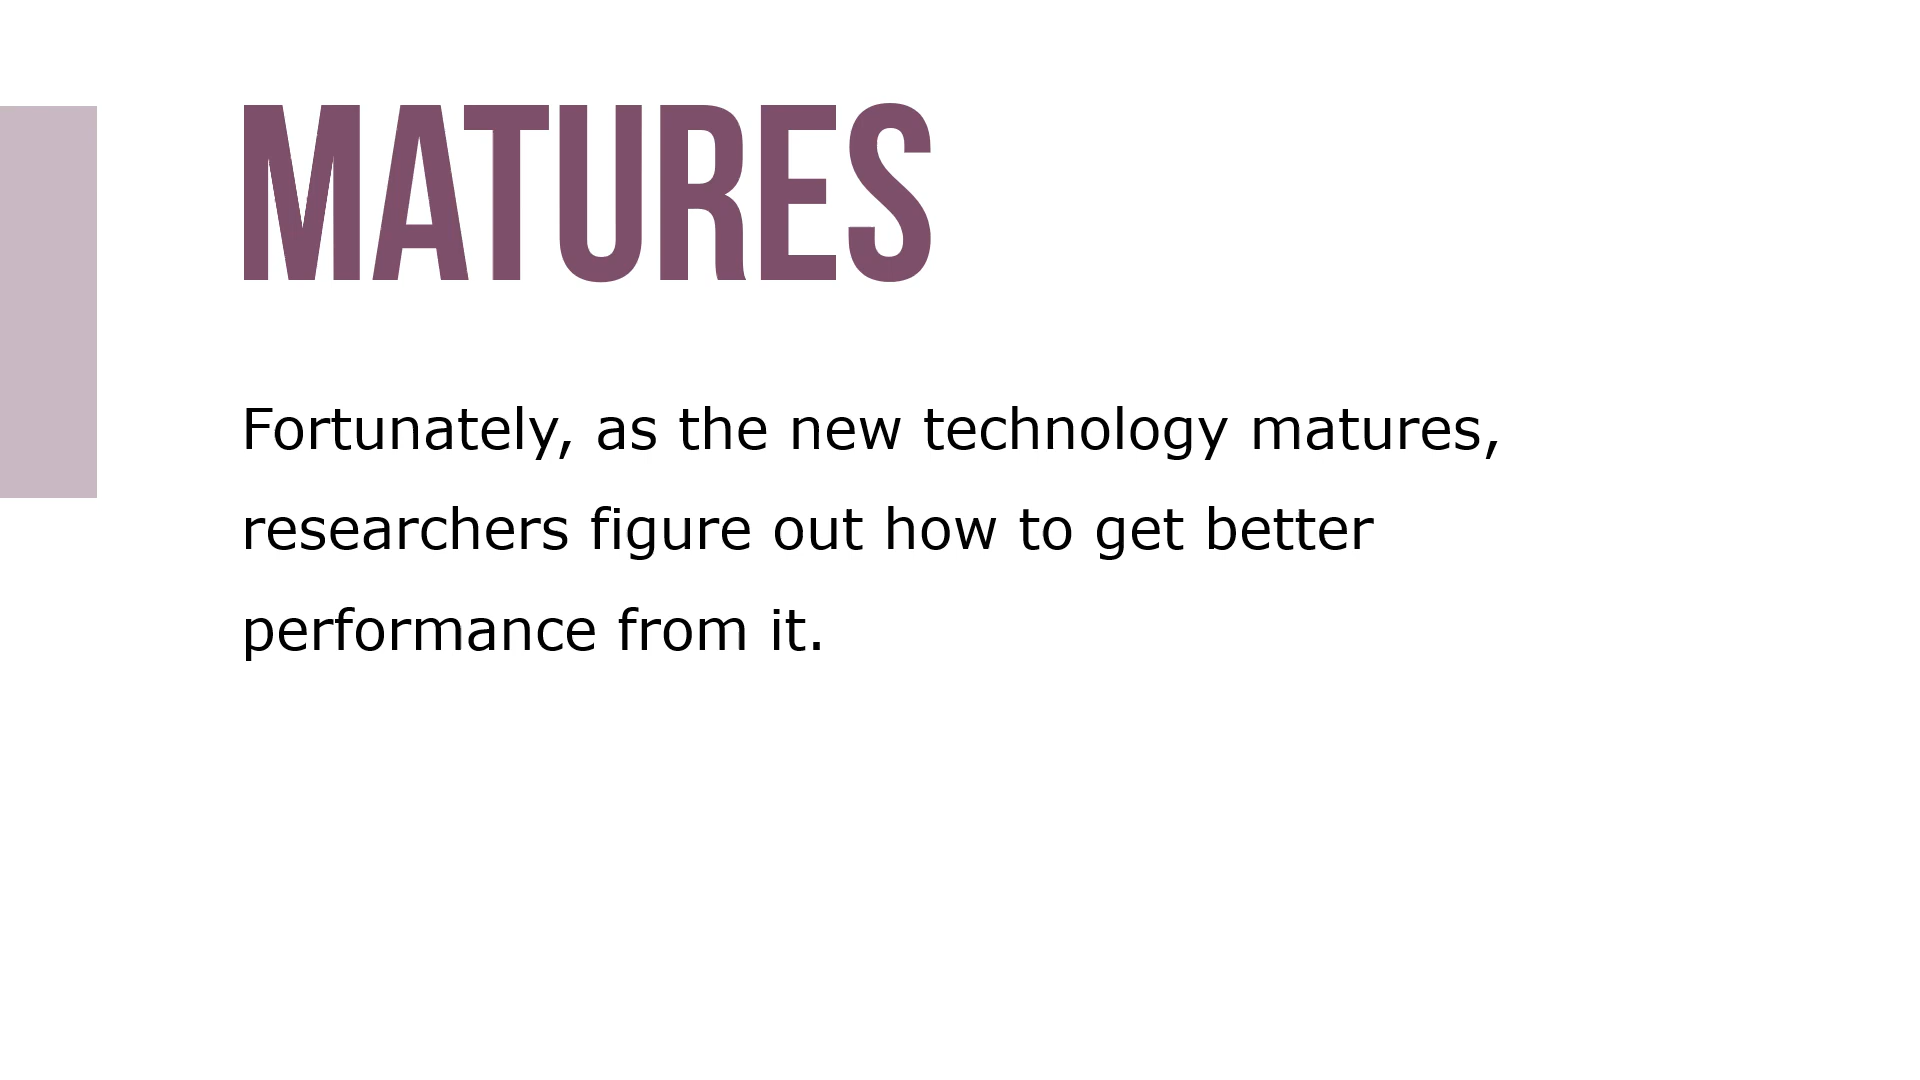 MATURES
Fortunately, as the new technology matures,
researchers figure out how to get better
performance from it.